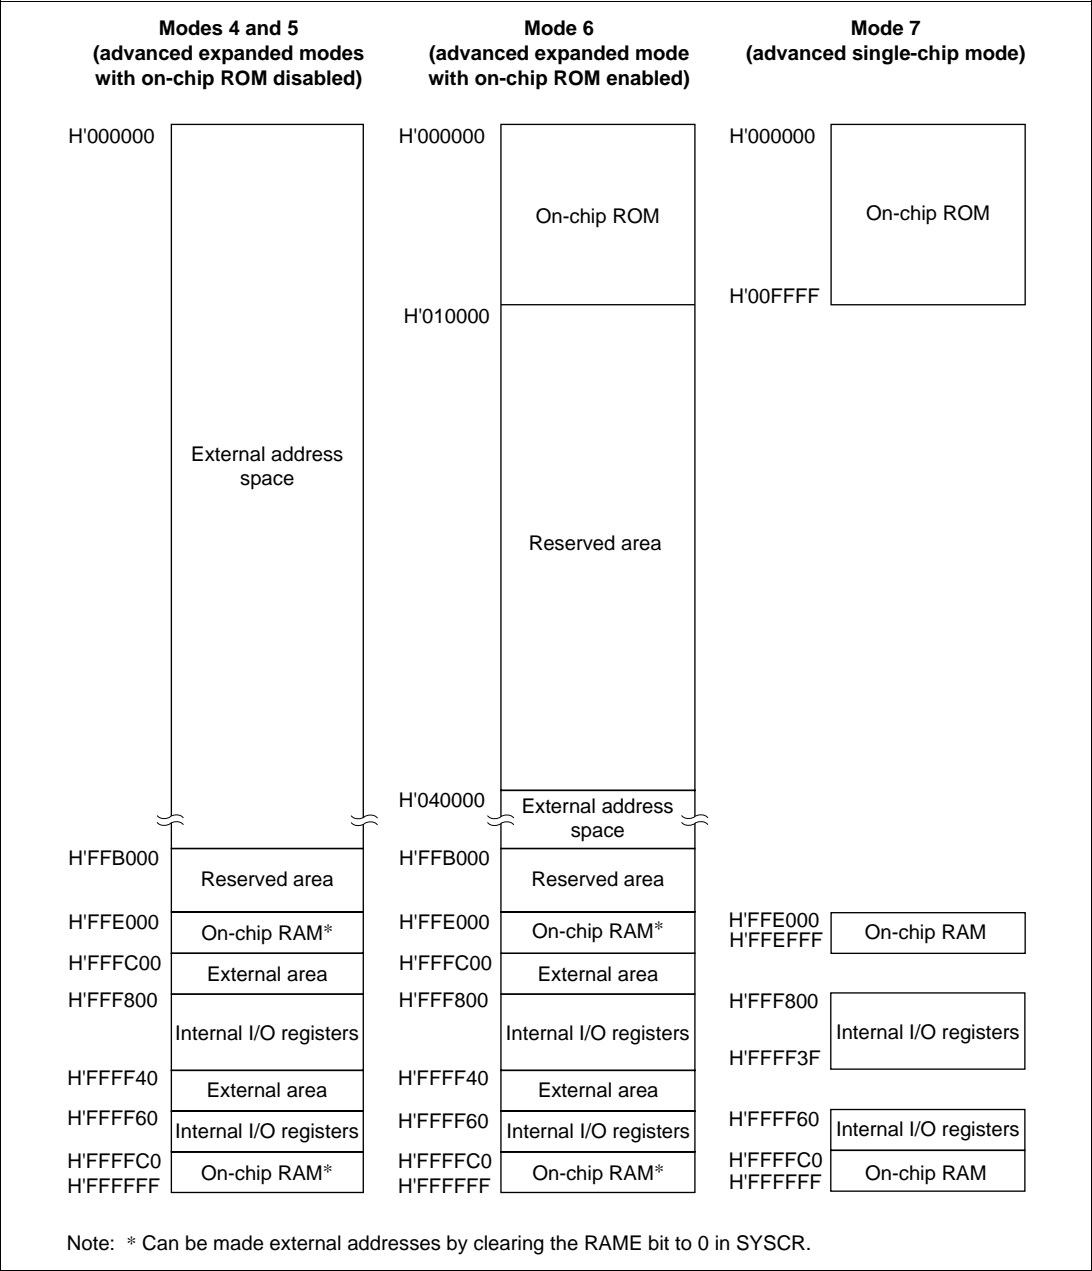 Modes 4 and 5
(advanced expanded modes
with on-chip ROM disabled)
H'000000
External address
space
H'FFB000
Reserved area
H'FFE000
On-chip RAM*
H'FFFC00
External area
H'FFF800
Internal I/O registers
H'FFFF40
External area
H'FFFF60
Internal I/O registers
H'FFFFC0
On-chip RAM*
H'FFFFFF
Mode 6
(advanced expanded mode
with on-chip ROM enabled)
H'000000
On-chip ROM
H'010000
Reserved area
H'040000
External address
space
H'FFB000
Reserved area
H'FFE000
On-chip RAM*
H'FFFC00
External area
H'FFF800
Internal I/O registers
H'FFFF40
External area
H'FFFF60
Internal I/O registers
H'FFFFC0
On-chip RAM*
H'FFFFFF
Mode 7
(advanced single-chip mode)
H'000000
On-chip ROM
H'00FFFF
H'FFE000
On-chip RAM
H'FFEFFF
H'FFF800
Internal I/O registers
H'FFFF3F
H'FFFF60
Internal I/O registers
H'FFFFC0
On-chip RAM
H'FFFFFF
Note: * Can be made external addresses by clearing the RAME bit to 0 in SYSCR.